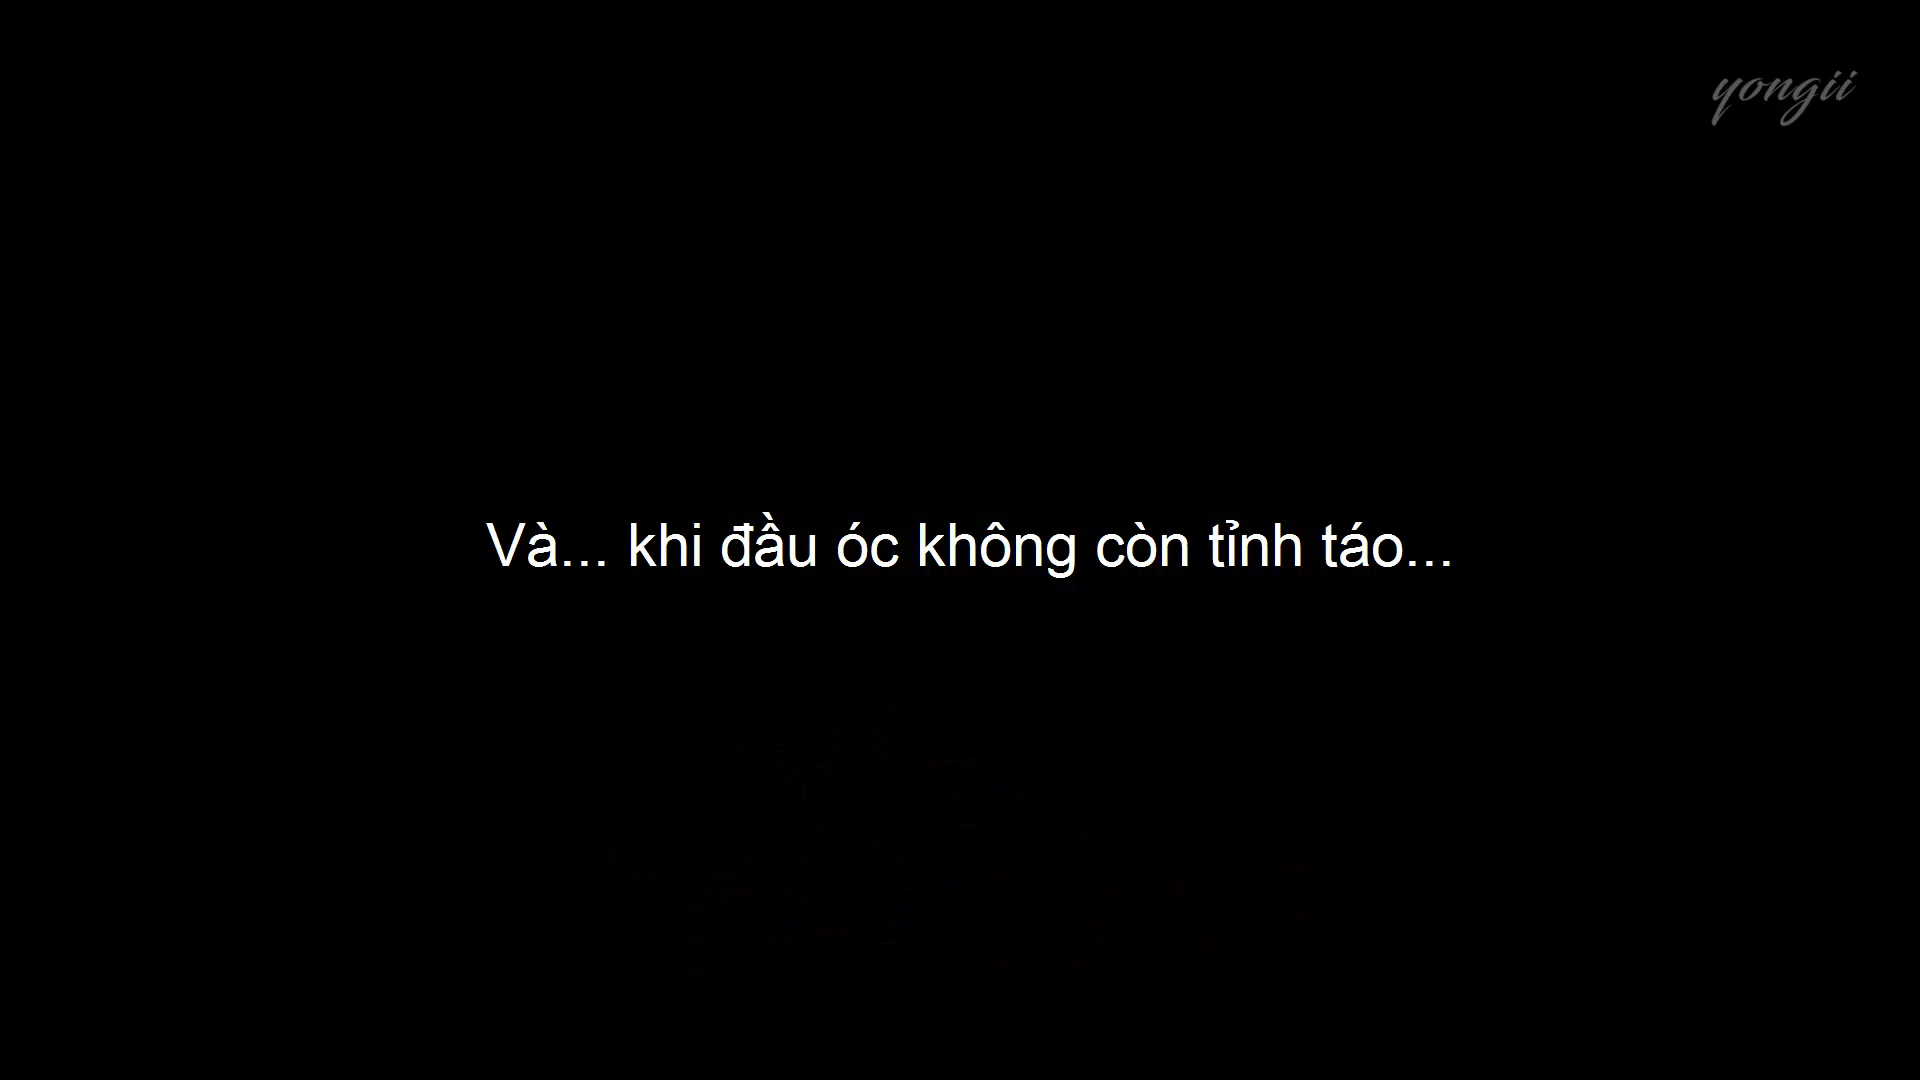 yongii
Và... khi đầu óc không còn tỉnh táo...